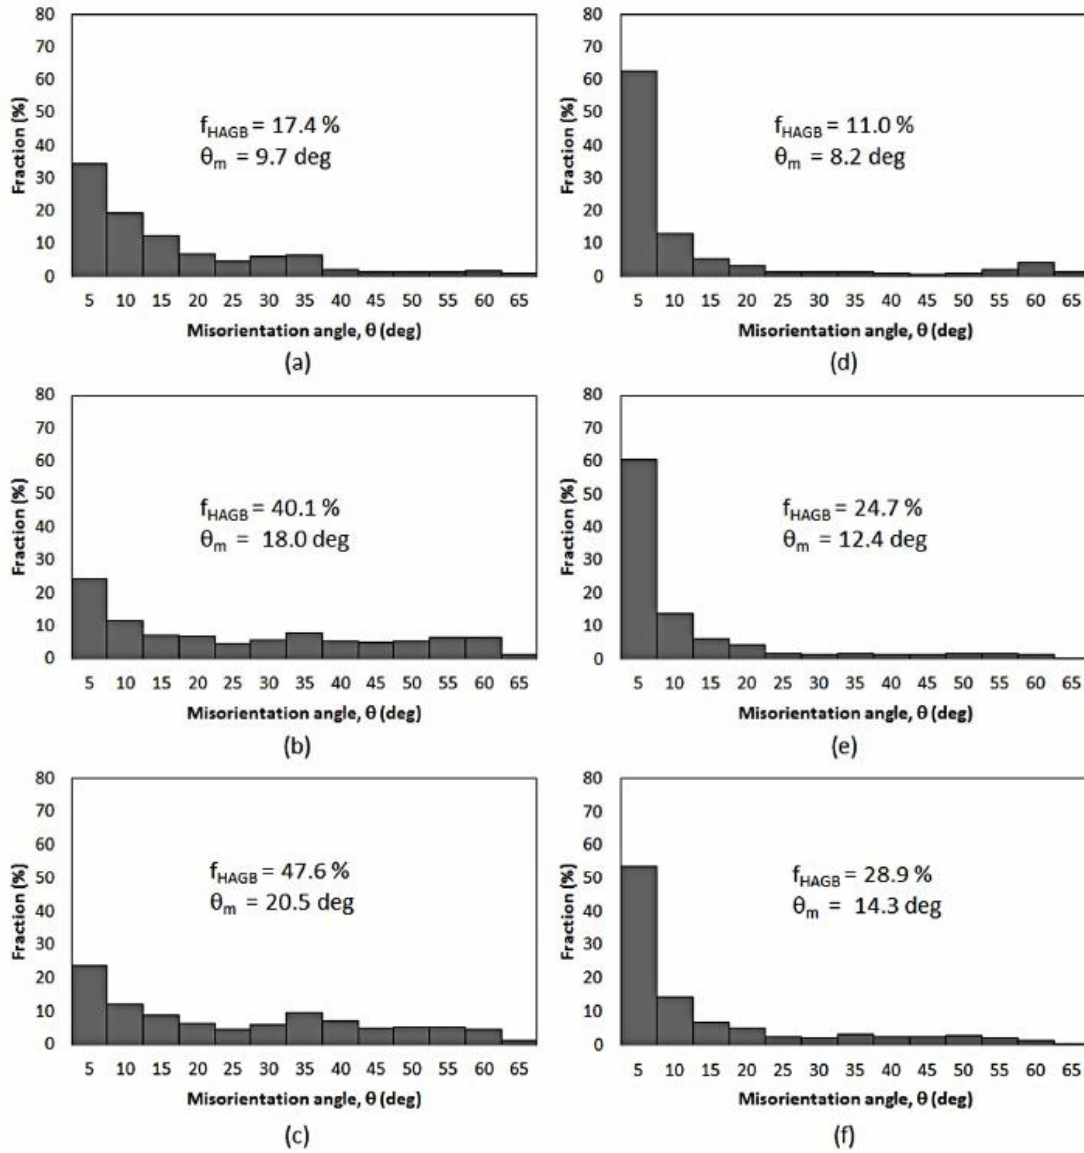 80
70
60
50
40
30
20
10
0
Fraction (%)
f_HAGB = 17.4 %
θ_m = 9.7 deg
5 10 15 20 25 30 35 40 45 50 55 60 65
Misorientation angle, θ (deg)
(a)
80
70
60
50
40
30
20
10
0
Fraction (%)
f_HAGB = 11.0 %
θ_m = 8.2 deg
5 10 15 20 25 30 35 40 45 50 55 60 65
Misorientation angle, θ (deg)
(d)
80
70
60
50
40
30
20
10
0
Fraction (%)
f_HAGB = 40.1 %
θ_m = 18.0 deg
5 10 15 20 25 30 35 40 45 50 55 60 65
Misorientation angle, θ (deg)
(b)
80
70
60
50
40
30
20
10
0
Fraction (%)
f_HAGB = 24.7 %
θ_m = 12.4 deg
5 10 15 20 25 30 35 40 45 50 55 60 65
Misorientation angle, θ (deg)
(e)
80
70
60
50
40
30
20
10
0
Fraction (%)
f_HAGB = 47.6 %
θ_m = 20.5 deg
5 10 15 20 25 30 35 40 45 50 55 60 65
Misorientation angle, θ (deg)
(c)
80
70
60
50
40
30
20
10
0
Fraction (%)
f_HAGB = 28.9 %
θ_m = 14.3 deg
5 10 15 20 25 30 35 40 45 50 55 60 65
Misorientation angle, θ (deg)
(f)